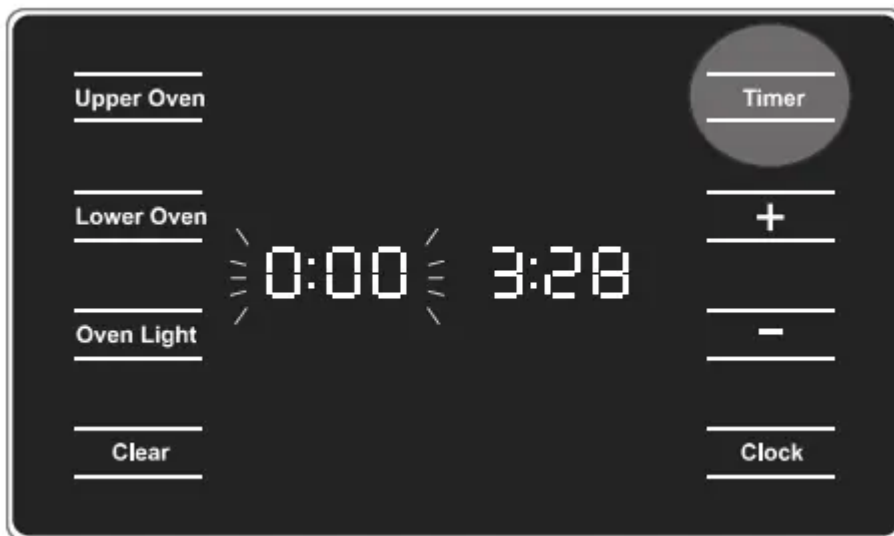 Upper Oven
Timer
Lower Oven
+
0:00 3:28
Oven Light
-
Clear
Clock